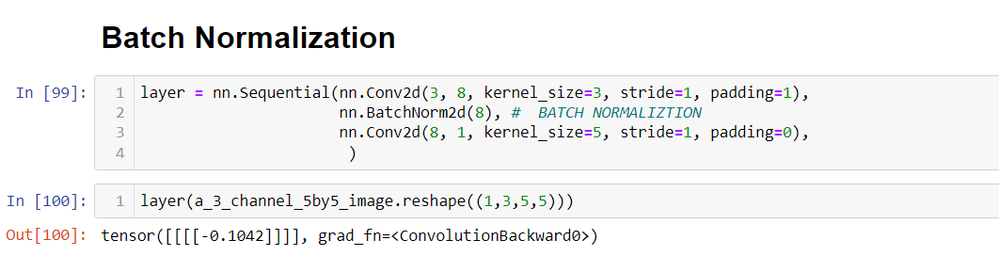 Batch Normalization
In [99]:
1 layer = nn.Sequential(nn.Conv2d(3, 8, kernel_size=3, stride=1, padding=1),
2 nn.BatchNorm2d(8), #  BATCH NORMALIZTION
3 nn.Conv2d(8, 1, kernel_size=5, stride=1, padding=0),
4 )
In [100]:
1 layer(a_3_channel_5by5_image.reshape((1,3,5,5)))
Out[100]: tensor([[[[-0.1042]]]], grad_fn=<ConvolutionBackward0>)